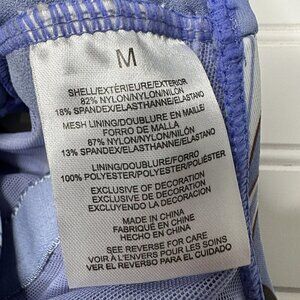 M
SHELL/EXTÉRIEURE/EXTERIOR
82% NYLON/NYLON/NILÓN
18% SPANDEX/ELASTHANNE/ELASTANO
MESH LINING/DOUBLURE EN MAILLE/
FORRO DE MALLA
87% NYLON/NYLON/NILÓN
13% SPANDEX/ELASTHANNE/ELASTANO
LINING/DOUBLURE/FORRO
100% POLYESTER/POLYESTER/POLIÉSTER
EXCLUSIVE OF DECORATION
EXCLUSIVE DE DÉCORATION
EXCLUYENDO LA DECORACIÓN
MADE IN CHINA
FABRIQUÉ EN CHINE
HECHO EN CHINA
SEE REVERSE FOR CARE
VOIR A L'ENVERS POUR LES SOINS
VER EL REVERSO PARA EL CUIDADO